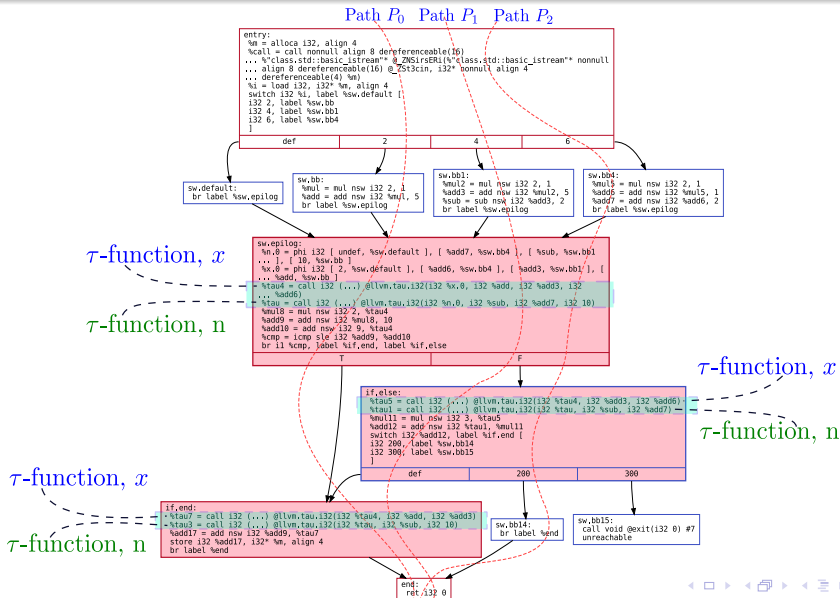 Path P0 Path P1 Path P2
entry:
%m = alloca i32, align 4
%call = call nonnull align 8 dereferenceable(16)
... %"class.std::basic_istream"* @_ZNSirsERi(%"class.std::basic_istream"* nonnull
... align 8 dereferenceable(16) @_ZSt3cin, i32* nonnull align 4
... dereferenceable(4) %m)
%i = load i32, i32* %m, align 4
switch i32 %i, label %sw.default [
i32 2, label %sw.bb
i32 4, label %sw.bb1
i32 6, label %sw.bb4
]
def 2 4 6
sw.default:
br label %sw.epilog
sw.bb:
%mul = mul nsw i32 2, 1
%add = add nsw i32 %mul, 5
br label %sw.epilog
sw.bb1:
%mul2 = mul nsw i32 2, 1
%add3 = add nsw i32 %mul2, 5
%sub = sub nsw i32 %add3, 2
br label %sw.epilog
sw.bb4:
%mul5 = mul nsw i32 2, 1
%add6 = add nsw i32 %mul5, 1
%add7 = add nsw i32 %add6, 2
br label %sw.epilog
sw.epilog:
%n.0 = phi i32 [ undef, %sw.default ], [ %add7, %sw.bb4 ], [ %sub, %sw.bb1
... ], [ 10, %sw.bb ]
%x.0 = phi i32 [ 2, %sw.default ], [ %add6, %sw.bb4 ], [ %add3, %sw.bb1 ], [
... %add, %sw.bb ]
%tau4 = call i32 (...) @llvm.tau.i32(i32 %x.0, i32 %add, i32 %add3, i32
... %add6)
%tau = call i32 (...) @llvm.tau.i32(i32 %n.0, i32 %sub, i32 %add7, i32 10)
%mul8 = mul nsw i32 2, %tau4
%add9 = add nsw i32 %mul8, 10
%add10 = add nsw i32 9, %tau4
%cmp = icmp sle i32 %add9, %add10
br i1 %cmp, label %if.end, label %if.else
T F
τ-function, x
τ-function, n
if.else:
%tau5 = call i32 (...) @llvm.tau.i32(i32 %tau4, i32 %add3, i32 %add6)
%tau1 = call i32 (...) @llvm.tau.i32(i32 %tau, i32 %sub, i32 %add7)
%mul11 = mul nsw i32 3, %tau5
%add12 = add nsw i32 %tau1, %mul11
switch i32 %add12, label %if.end [
i32 200, label %sw.bb14
i32 300, label %sw.bb15
]
def 200 300
τ-function, x
τ-function, n
τ-function, x
τ-function, n
if.end:
%tau7 = call i32 (...) @llvm.tau.i32(i32 %tau4, i32 %add, i32 %add3)
%tau3 = call i32 (...) @llvm.tau.i32(i32 %tau, i32 %sub, i32 10)
%add17 = add nsw i32 %add9, %tau7
store i32 %add17, i32* %m, align 4
br label %end
sw.bb14:
br label %end
sw.bb15:
call void @exit(i32 0) #7
unreachable
end:
ret i32 0